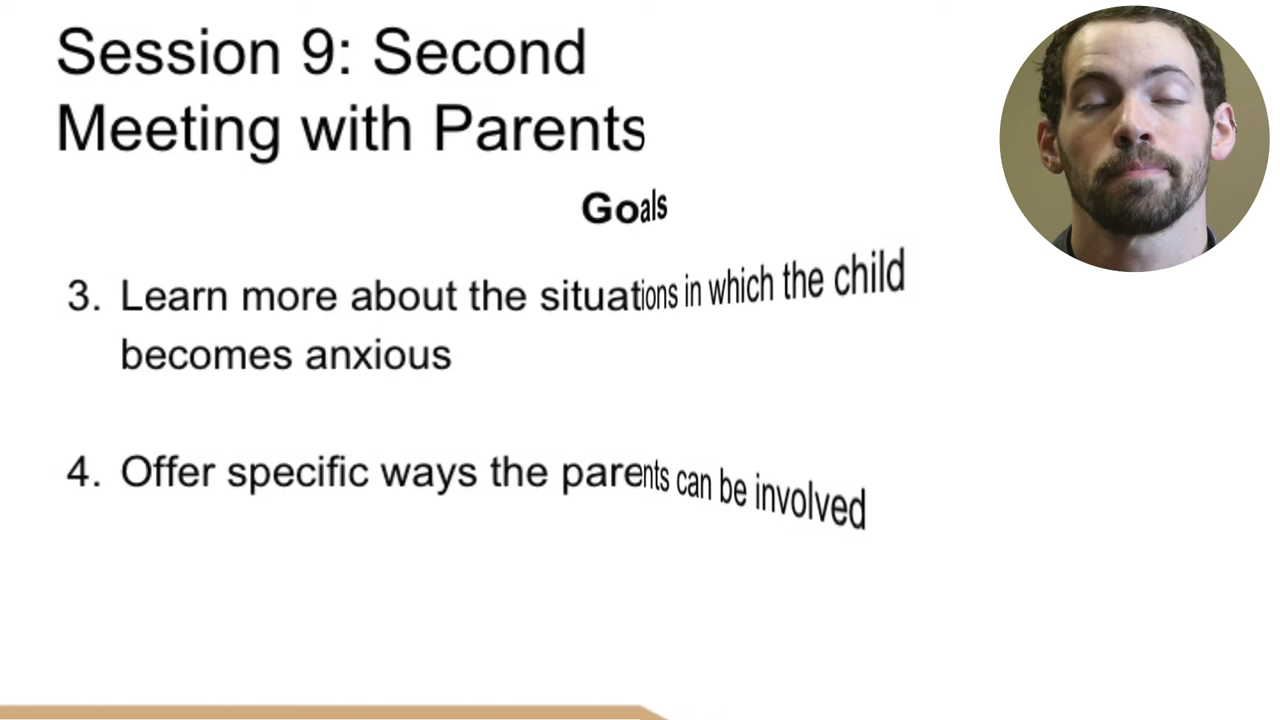 Session 9: Second
Meeting with Parents
Goals
3. Learn more about the situations in which the child
becomes anxious
4. Offer specific ways the parents can be involved